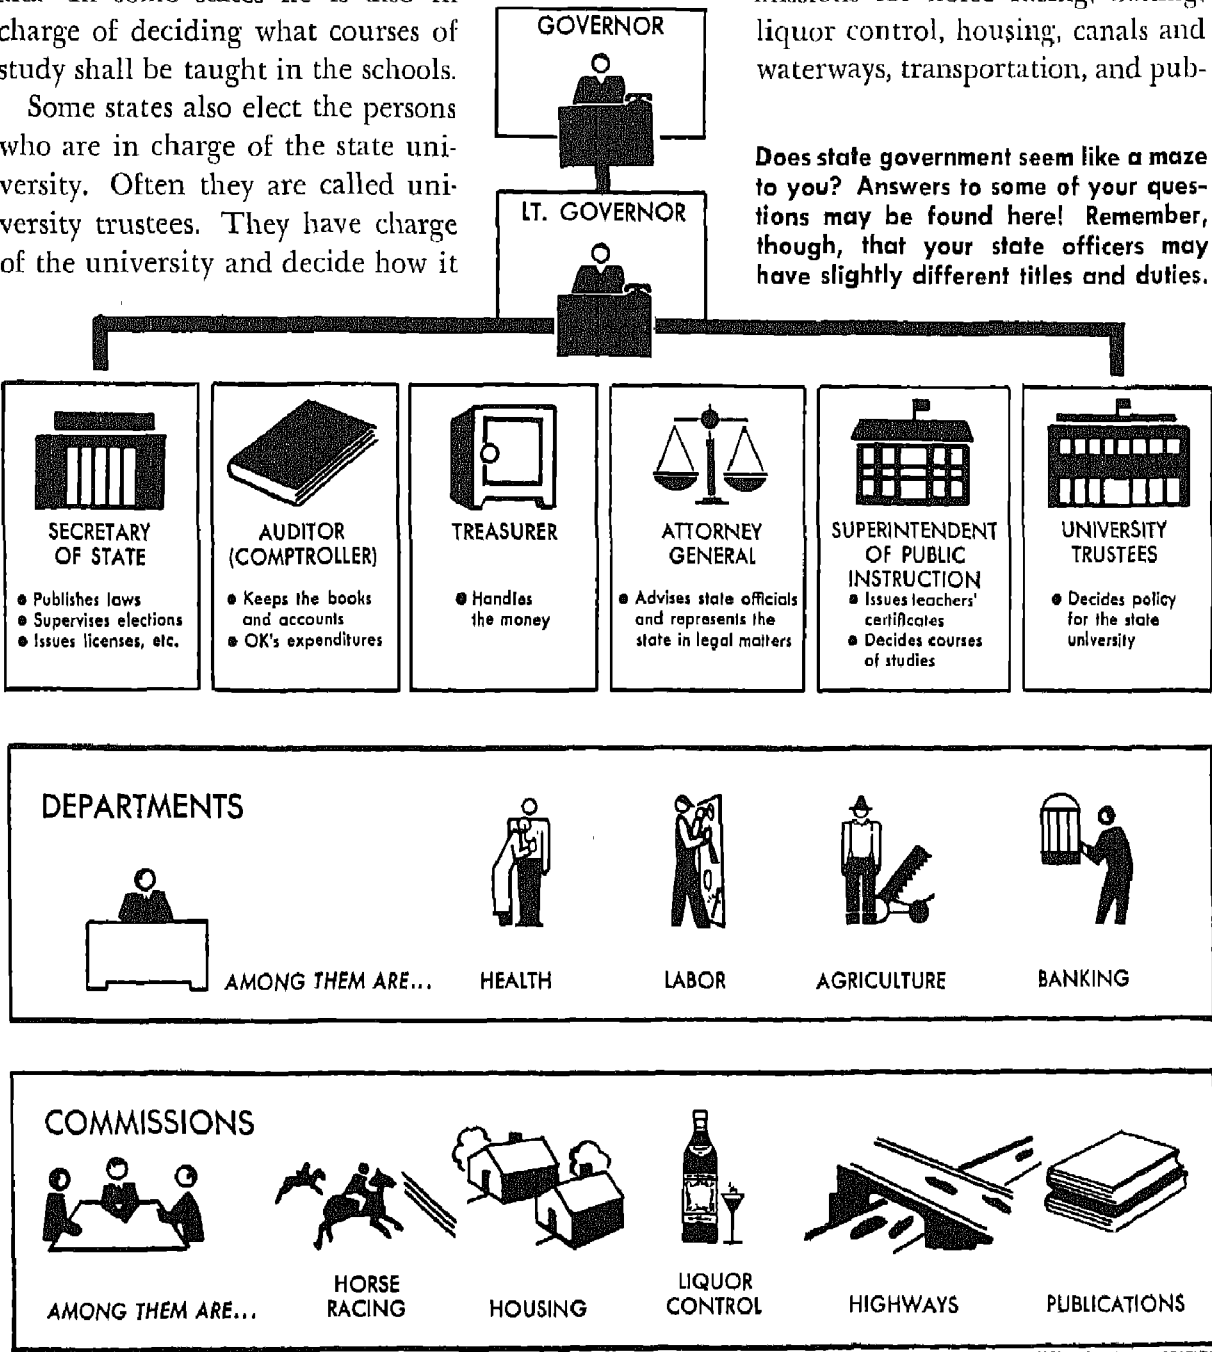 charge of deciding what courses of
study shall be taught in the schools.
Some states also elect the persons
who are in charge of the state uni-
versity. Often they are called uni-
versity trustees. They have charge
of the university and decide how it
GOVERNOR
LT. GOVERNOR
liquor control, housing, canals and
waterways, transportation, and pub-
Does state government seem like a maze
to you? Answers to some of your ques-
tions may be found here! Remember,
though, that your state officers may
have slightly different titles and duties.
SECRETARY
OF STATE
• Publishes laws
• Supervises elections
• Issues licenses, etc.
AUDITOR
(COMPTROLLER)
• Keeps the books
and accounts
• OK's expenditures
TREASURER
• Handles
the money
ATTORNEY
GENERAL
• Advises state officials
and represents the
state in legal matters
SUPERINTENDENT
OF PUBLIC
INSTRUCTION
• Issues teachers'
certificates
• Decides courses
of studies
UNIVERSITY
TRUSTEES
• Decides policy
for the state
university
DEPARTMENTS
AMONG THEM ARE...
HEALTH
LABOR
AGRICULTURE
BANKING
COMMISSIONS
AMONG THEM ARE...
HORSE
RACING
HOUSING
LIQUOR
CONTROL
HIGHWAYS
PUBLICATIONS